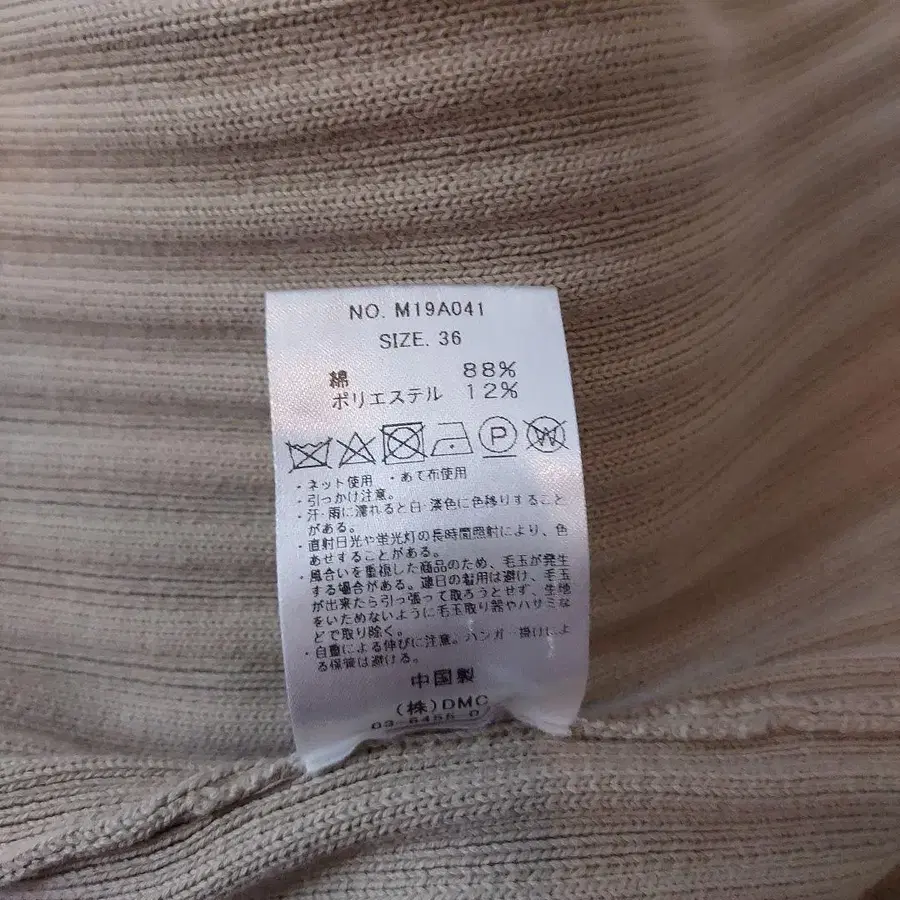 NO. M19A041
SIZE. 36
綿 88%
ポリエステル 12%
P W
・ネット使用 ・あて布使用
・引っかけ注意。
・汗・雨に濡れると白・淡色に色移りすること
がある。
・直射日光や蛍光灯の長時間照射により、色
あせすることがある。
・風合いを重視した商品のため、毛玉が発生
する場合がある。連日の着用は避け、毛玉
が出来たら引っ張って取ろうとせず、生地
をいためないように毛玉取り器やハサミな
どで取り除く。
・自重による伸びに注意。ハンガー掛けによ
る保管は避ける。
中国製
(株)DMC
03-6455-0